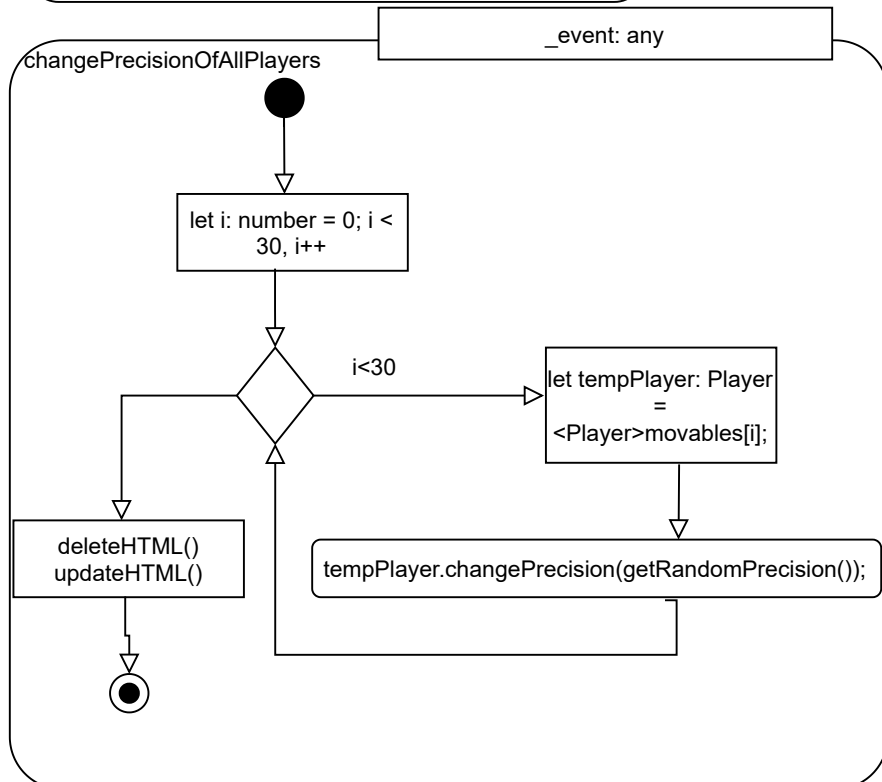 _event: any
changePrecisionOfAllPlayers
let i: number = 0; i <
30, i++
i<30
let tempPlayer: Player
=
<Player>movables[i];
deleteHTML()
updateHTML()
tempPlayer.changePrecision(getRandomPrecision());